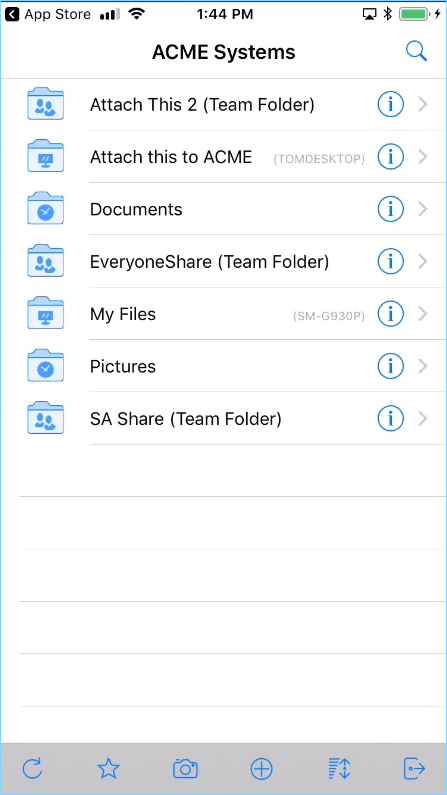 App Store 1:44 PM
ACME Systems
Attach This 2 (Team Folder)
Attach this to ACME (TOMDESKTOP)
Documents
EveryoneShare (Team Folder)
My Files (SM-G930P)
Pictures
SA Share (Team Folder)